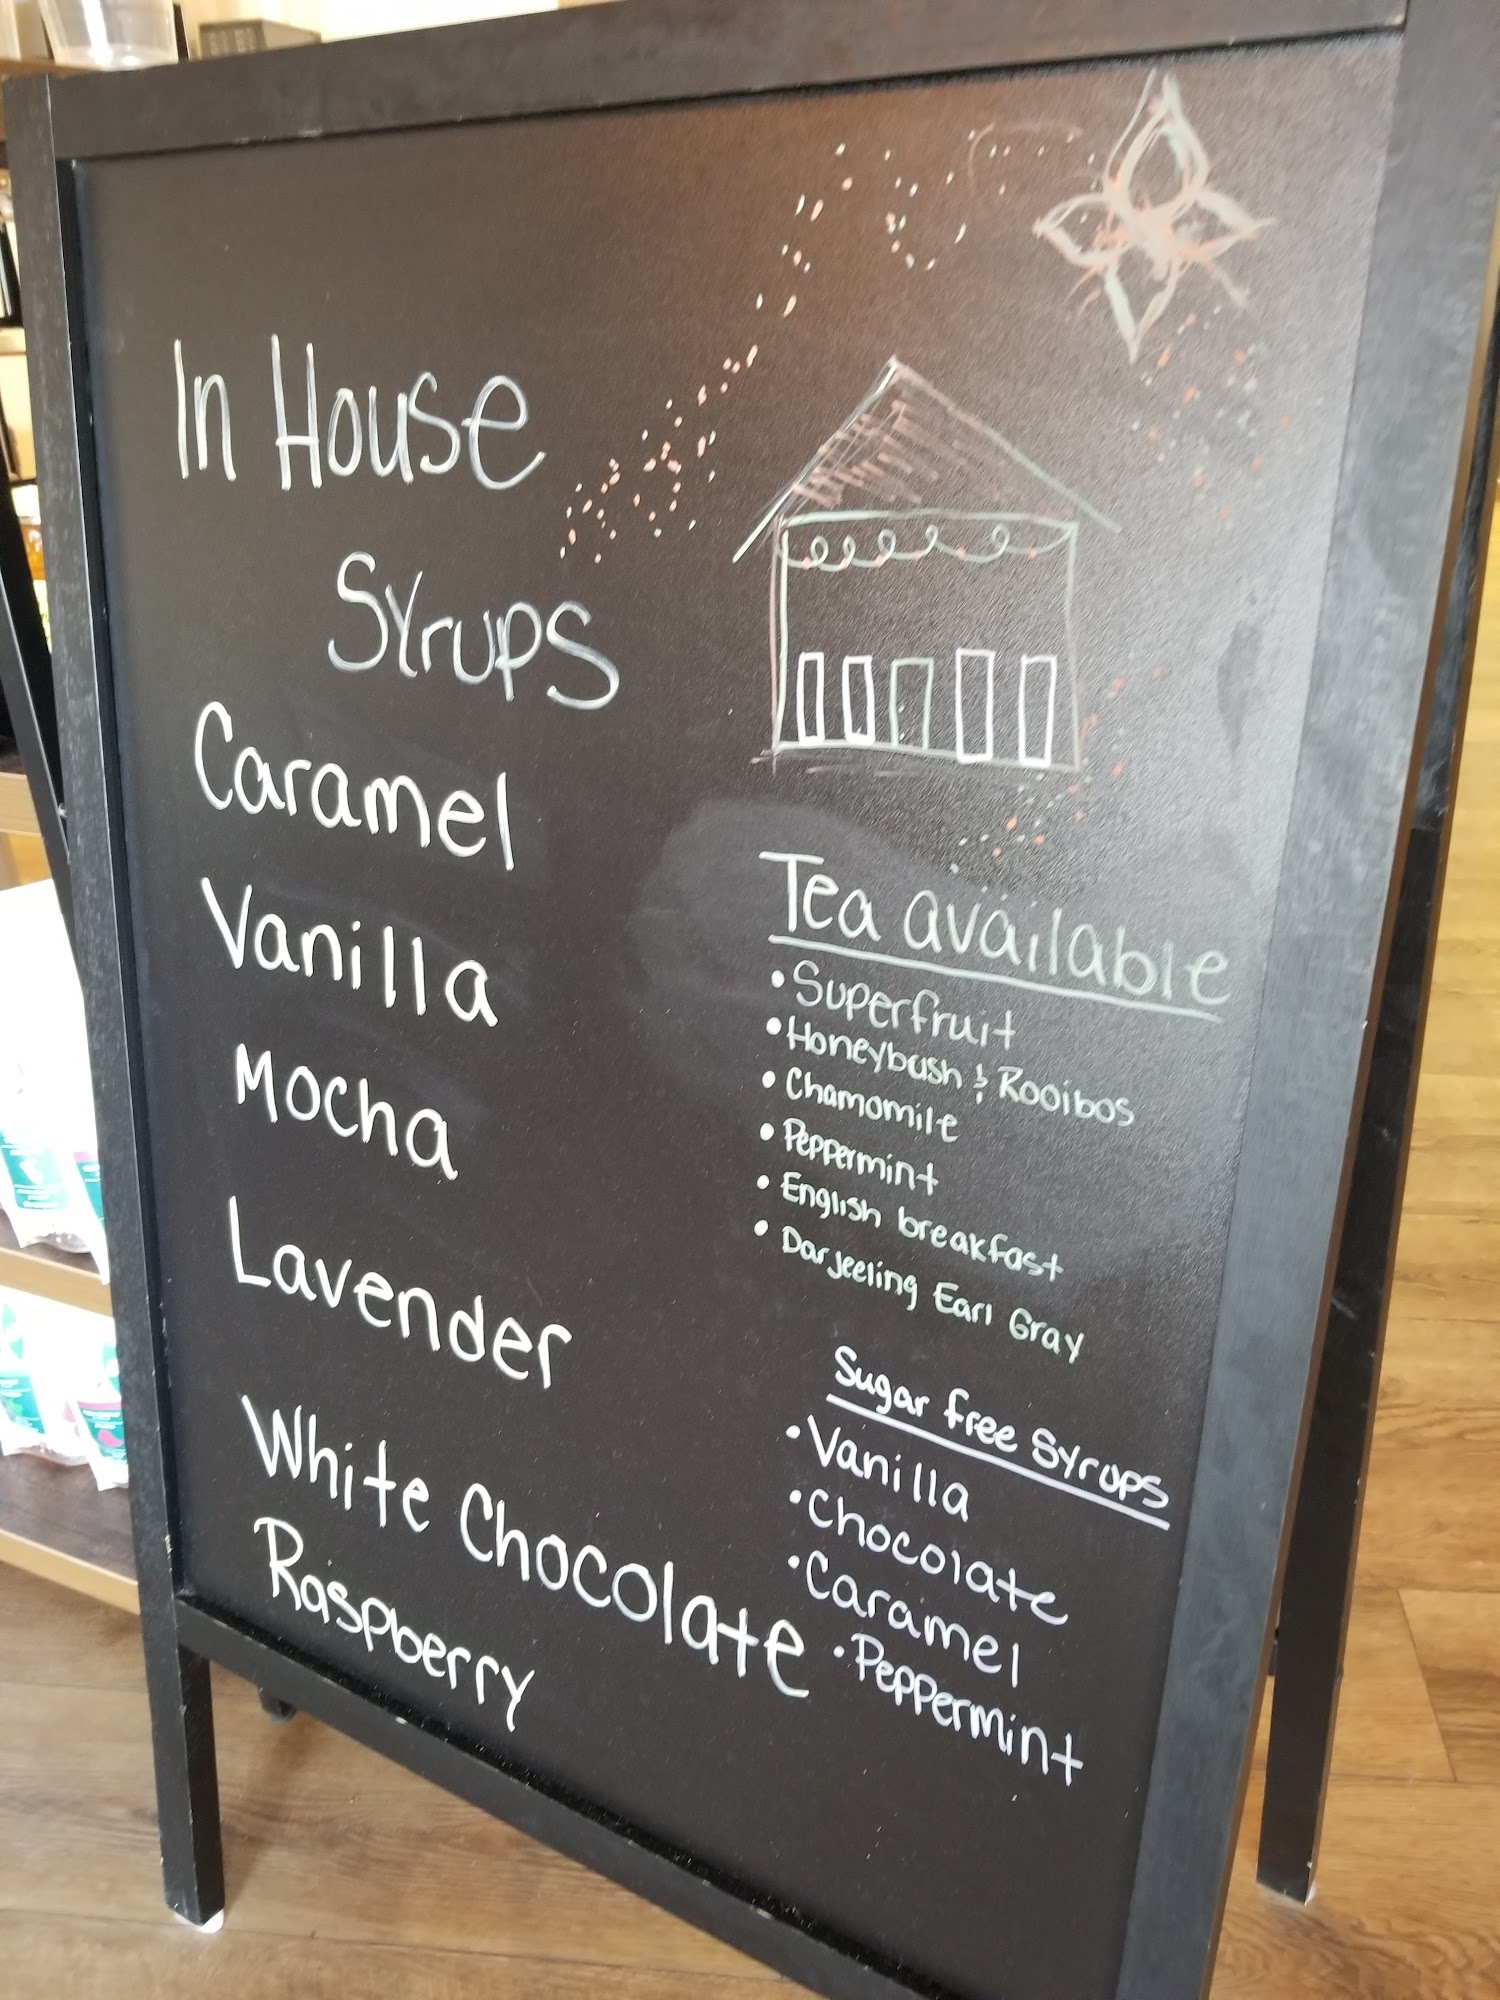 In House
Syrups
Caramel
Vanilla
Mocha
Lavender
White Chocolate
Raspberry
Tea available
• Superfruit
• Honeybush & Rooibos
• Chamomile
• Peppermint
• English breakfast
• Darjeeling Earl Gray
Sugar free Syrups
• Vanilla
• Chocolate
• Caramel
• Peppermint